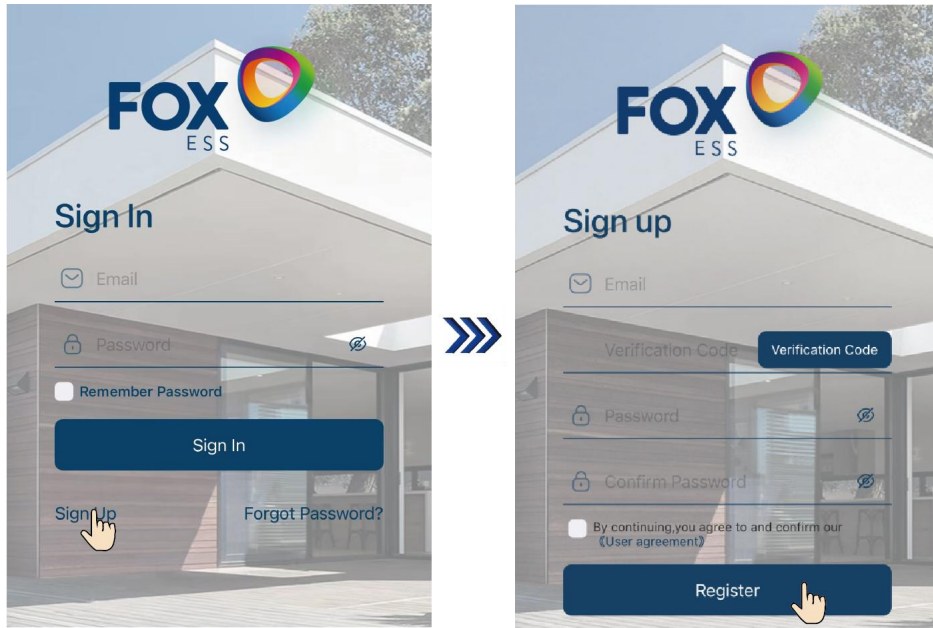 FOX
ESS
Sign In
Email
Password
Remember Password
Sign In
Sign Up
Forgot Password?
FOX
ESS
Sign up
Email
Verification Code
Verification Code
Password
Confirm Password
By continuing,you agree to and confirm our
《User agreement》
Register